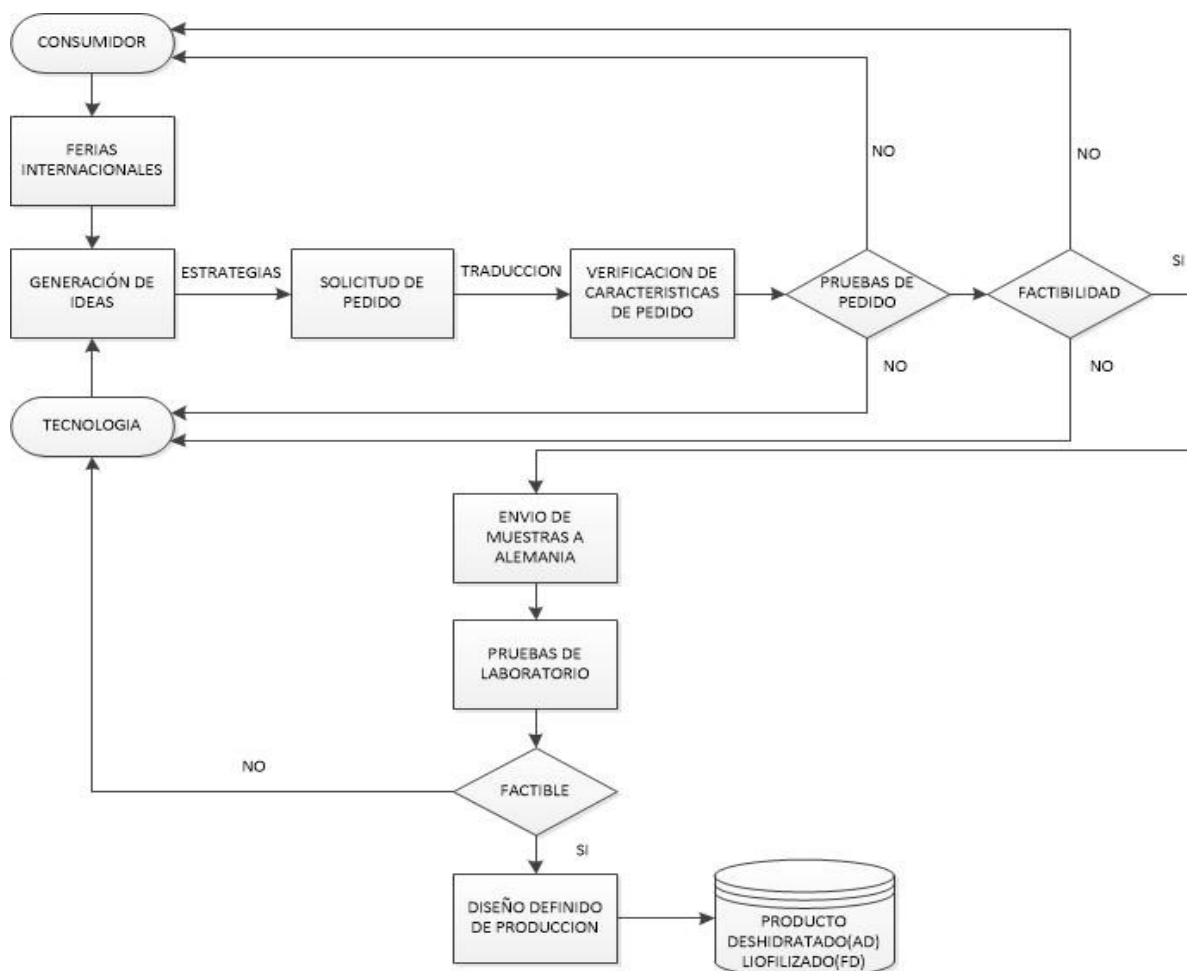 CONSUMIDOR
FERIAS
INTERNACIONALES
NO
NO
GENERACIÓN DE
IDEAS
ESTRATEGIAS
SOLICITUD DE
PEDIDO
TRADUCCION
VERIFICACION DE
CARACTERISTICAS
DE PEDIDO
PRUEBAS DE
PEDIDO
FACTIBILIDAD
SI
NO
NO
TECNOLOGIA
ENVIO DE
MUESTRAS A
ALEMANIA
PRUEBAS DE
LABORATORIO
NO
FACTIBLE
SI
DISEÑO DEFINIDO
DE PRODUCCION
PRODUCTO
DESHIDRATADO(AD)
LIOFILIZADO(FD)